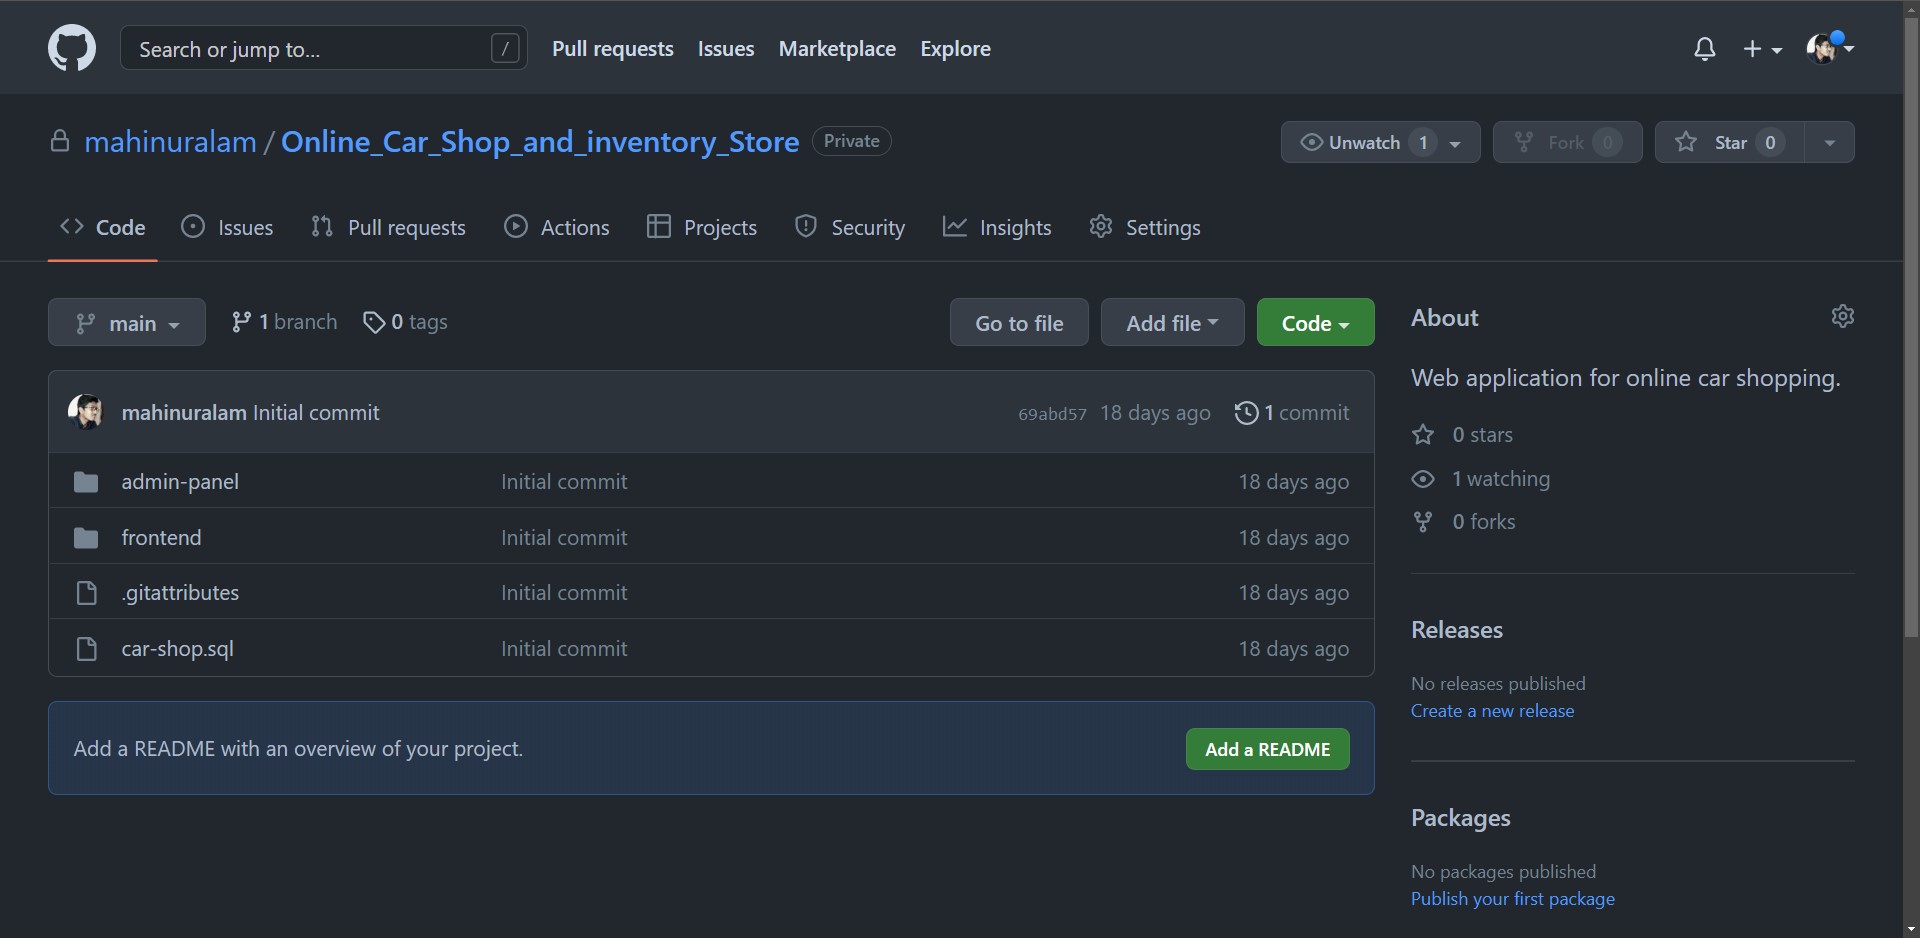 Search or jump to... /
Pull requests Issues Marketplace Explore
mahinuralam / Online_Car_Shop_and_inventory_Store Private
Unwatch 1 Fork 0 Star 0
Code Issues Pull requests Actions Projects Security Insights Settings
main 1 branch 0 tags Go to file Add file Code
mahinuralam Initial commit 69abd57 18 days ago 1 commit
admin-panel Initial commit 18 days ago
frontend Initial commit 18 days ago
.gitattributes Initial commit 18 days ago
car-shop.sql Initial commit 18 days ago
Add a README with an overview of your project. Add a README
About
Web application for online car shopping.
0 stars
1 watching
0 forks
Releases
No releases published
Create a new release
Packages
No packages published
Publish your first package